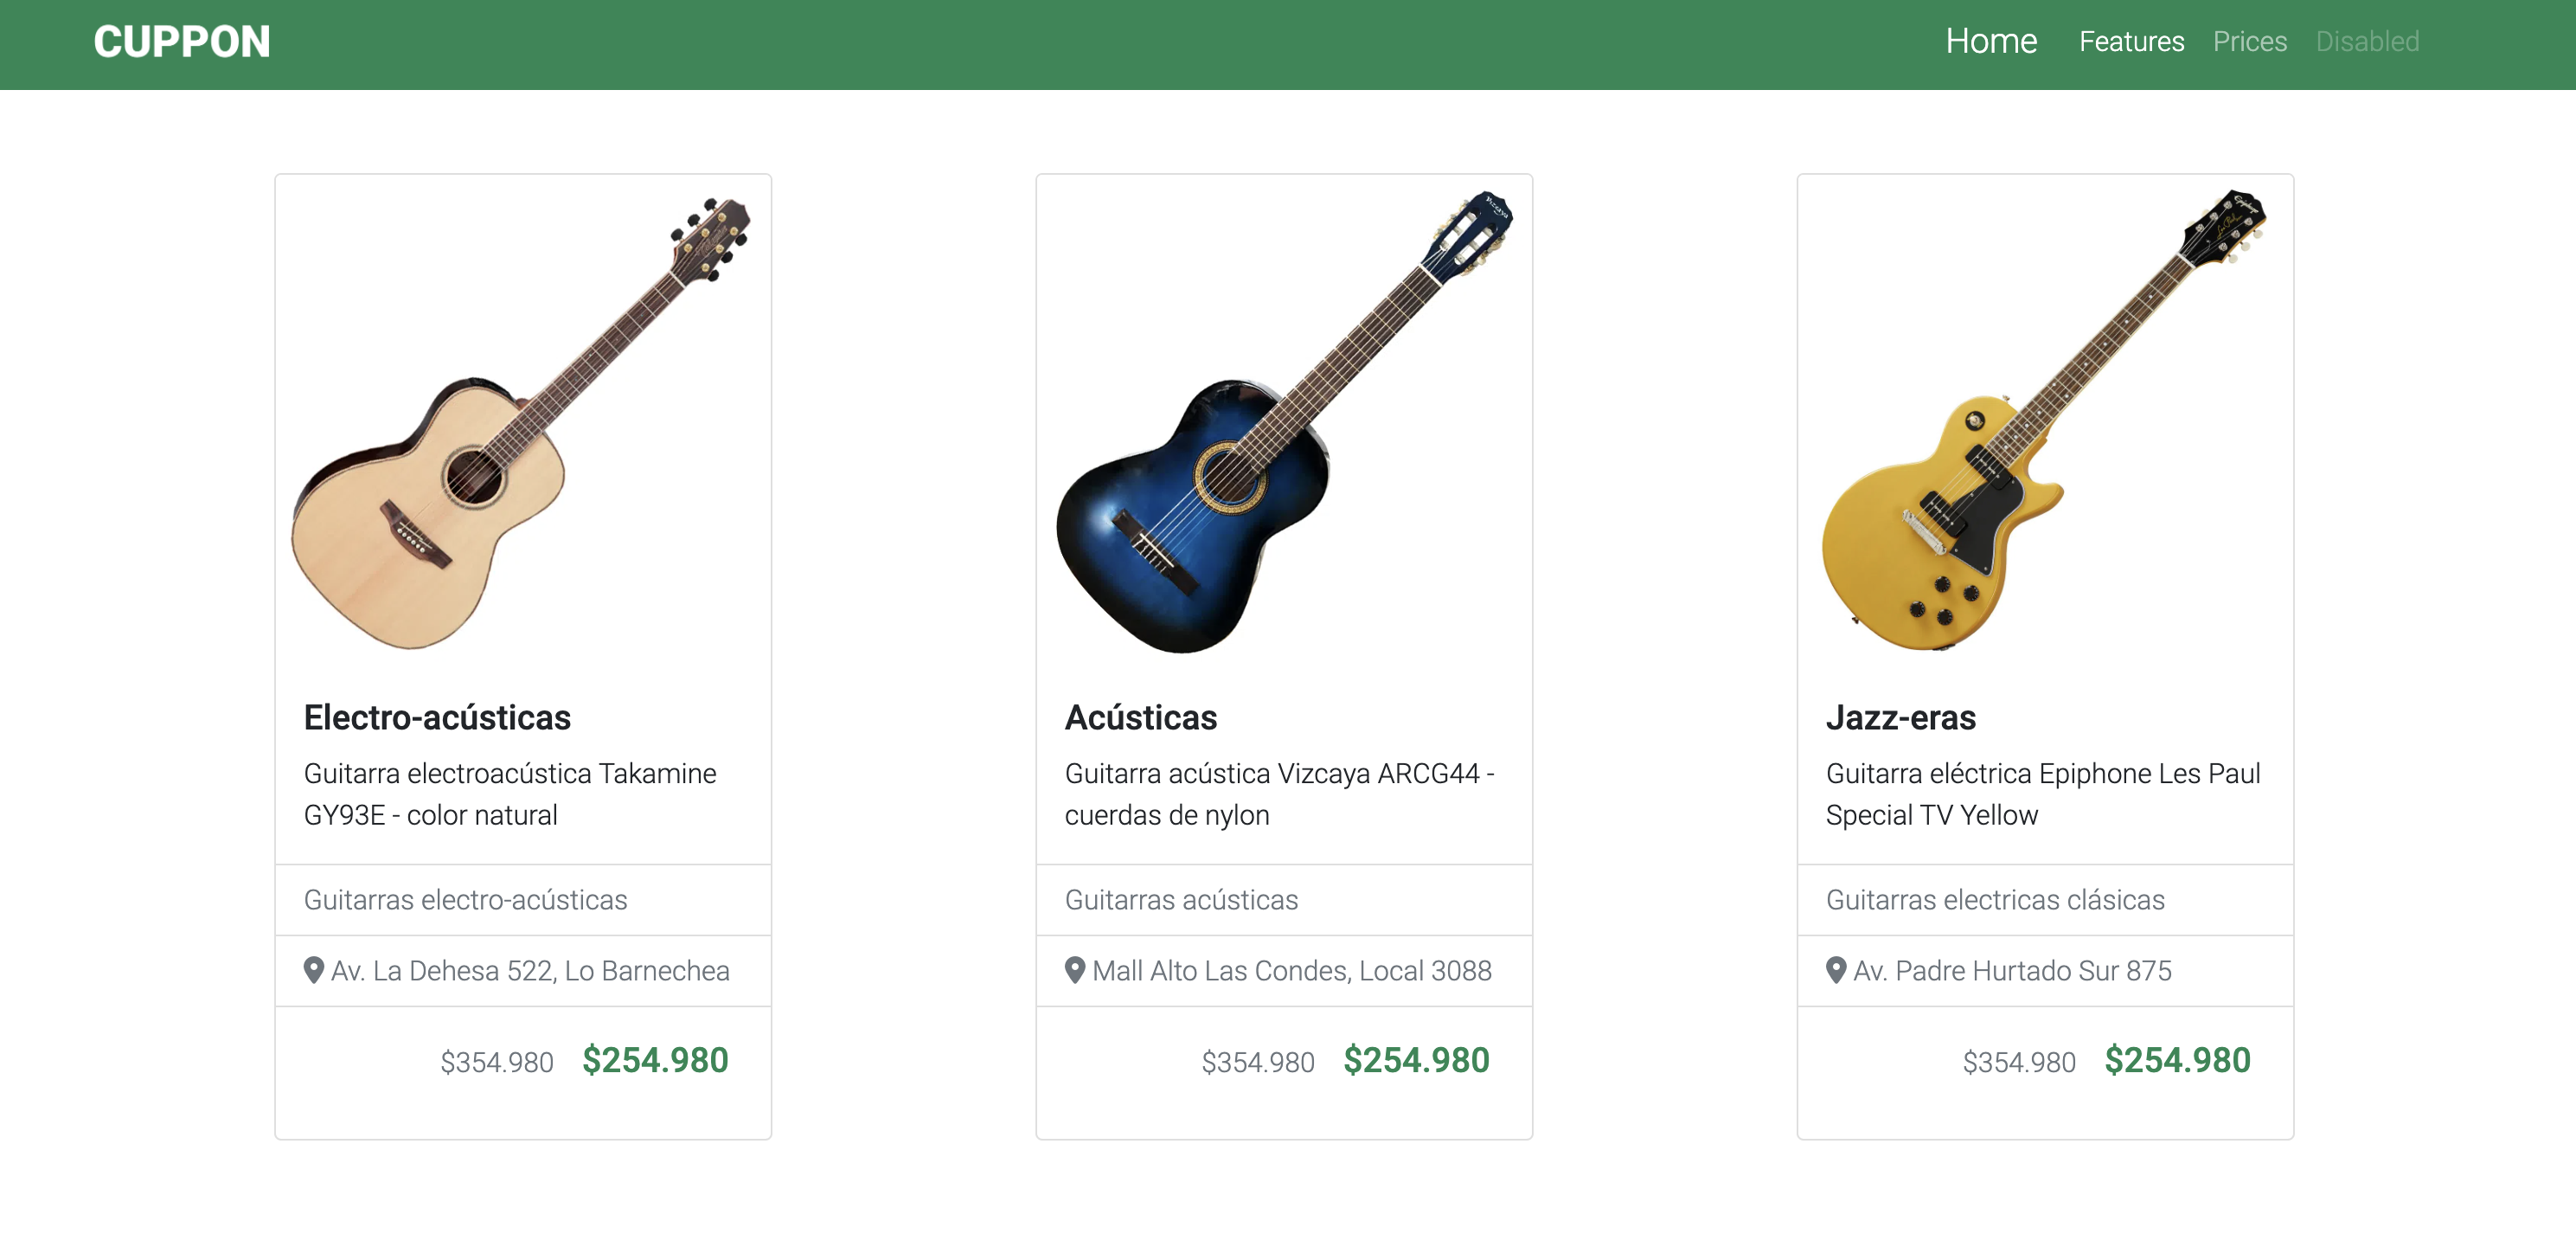 CUPPON
Home Features Prices Disabled
Vizcaya
Epiphone
Electro-acústicas
Guitarra electroacústica Takamine
GY93E - color natural
Guitarras electro-acústicas
Av. La Dehesa 522, Lo Barnechea
$354.980 $254.980
Acústicas
Guitarra acústica Vizcaya ARCG44 -
cuerdas de nylon
Guitarras acústicas
Mall Alto Las Condes, Local 3088
$354.980 $254.980
Jazz-eras
Guitarra eléctrica Epiphone Les Paul
Special TV Yellow
Guitarras electricas clásicas
Av. Padre Hurtado Sur 875
$354.980 $254.980